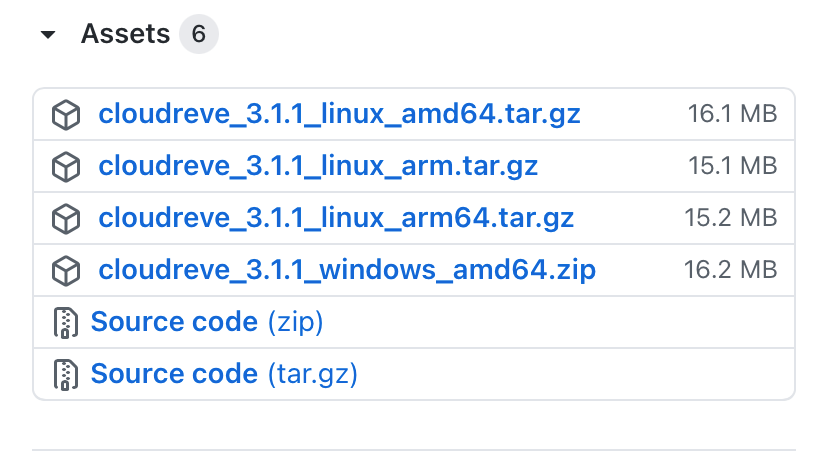 Assets 6
cloudreve_3.1.1_linux_amd64.tar.gz 16.1 MB
cloudreve_3.1.1_linux_arm.tar.gz 15.1 MB
cloudreve_3.1.1_linux_arm64.tar.gz 15.2 MB
cloudreve_3.1.1_windows_amd64.zip 16.2 MB
Source code (zip)
Source code (tar.gz)